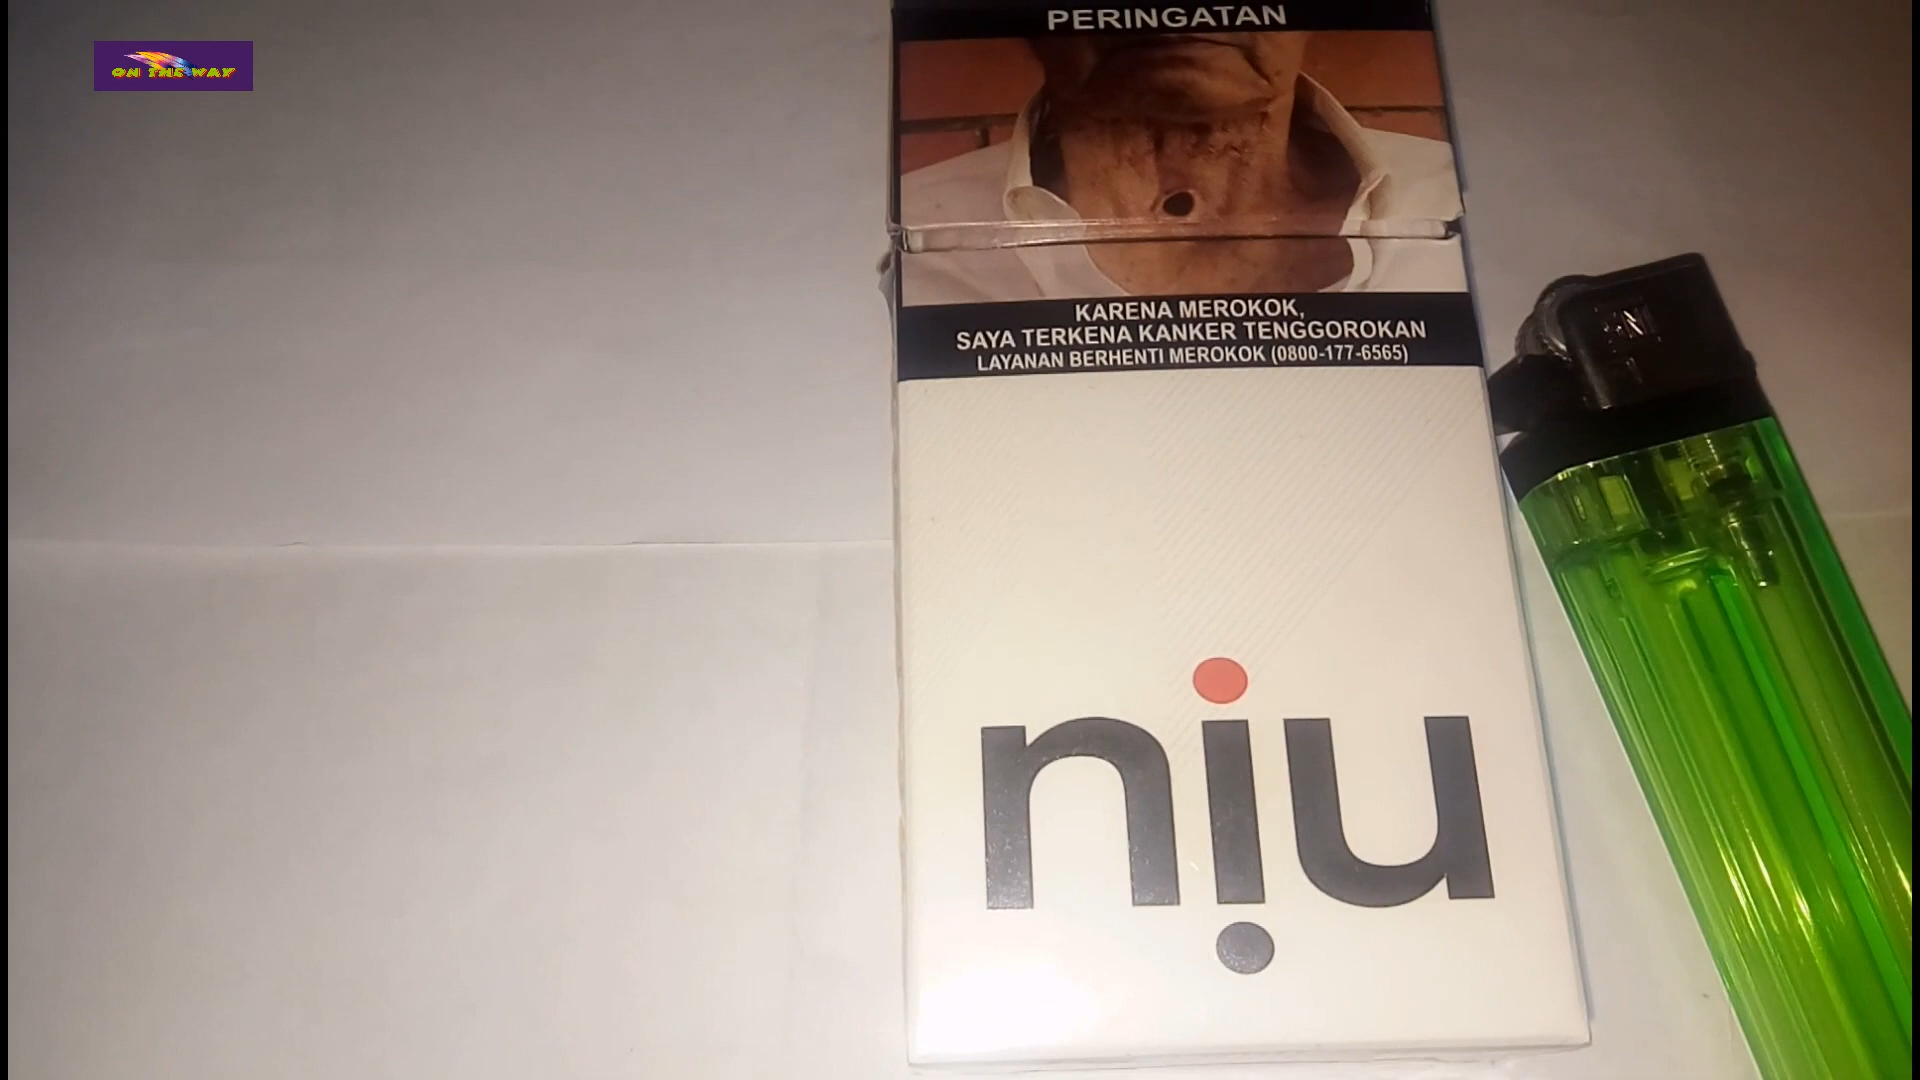 ON THE WAY
PERINGATAN
KARENA MEROKOK,
SAYA TERKENA KANKER TENGGOROKAN
LAYANAN BERHENTI MEROKOK (0800-177-6565)
niu